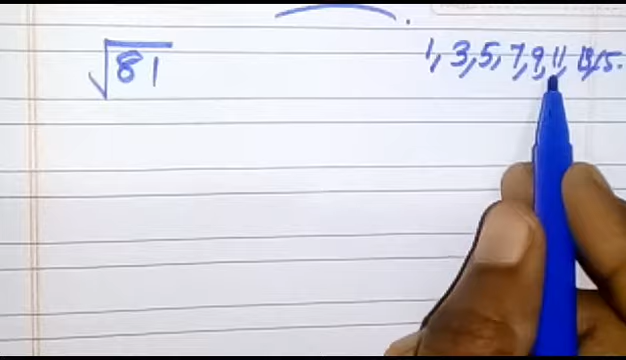 √81
1, 3, 5, 7, 9, 11, 13, 15.